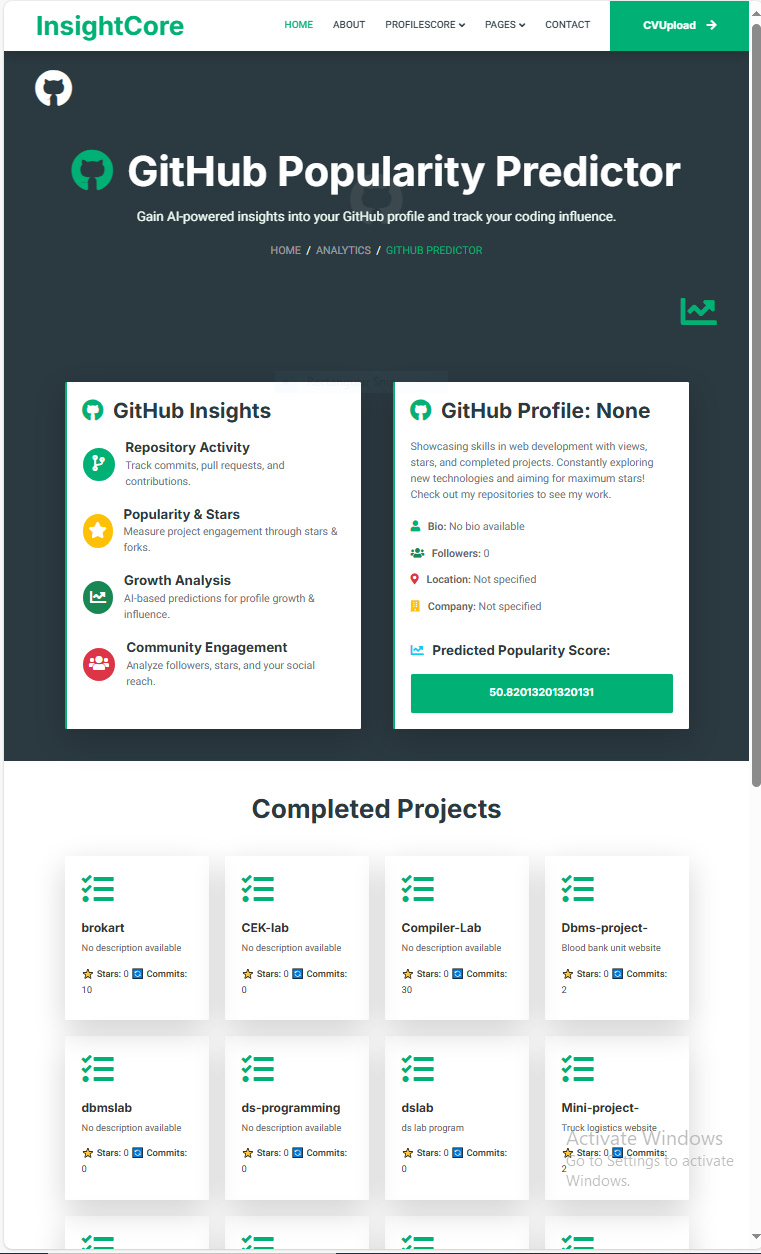 InsightCore
HOME ABOUT PROFILESCORE PAGES CONTACT CVUpload
GitHub Popularity Predictor
Gain AI-powered insights into your GitHub profile and track your coding influence.
HOME / ANALYTICS / GITHUB PREDICTOR
GitHub Insights
Repository Activity
Track commits, pull requests, and
contributions.
Popularity & Stars
Measure project engagement through stars &
forks.
Growth Analysis
AI-based predictions for profile growth &
influence.
Community Engagement
Analyze followers, stars, and your social
reach.
GitHub Profile: None
Showcasing skills in web development with views,
stars, and completed projects. Constantly exploring
new technologies and aiming for maximum stars!
Check out my repositories to see my work.
Bio: No bio available
Followers: 0
Location: Not specified
Company: Not specified
Predicted Popularity Score:
50.82013201320131
Completed Projects
brokart
No description available
Stars: 0 Commits:
10
CEK-lab
No description available
Stars: 0 Commits:
0
Compiler-Lab
No description available
Stars: 0 Commits:
30
Dbms-project-
Blood bank unit website
Stars: 0 Commits:
2
dbmslab
No description available
Stars: 0 Commits:
0
ds-programming
No description available
Stars: 0 Commits:
0
dslab
ds lab program
Stars: 0 Commits:
0
Mini-project-
Truck logistics website
Stars: 0 Commits:
2
Activate Windows
Go to Settings to activate
Windows.